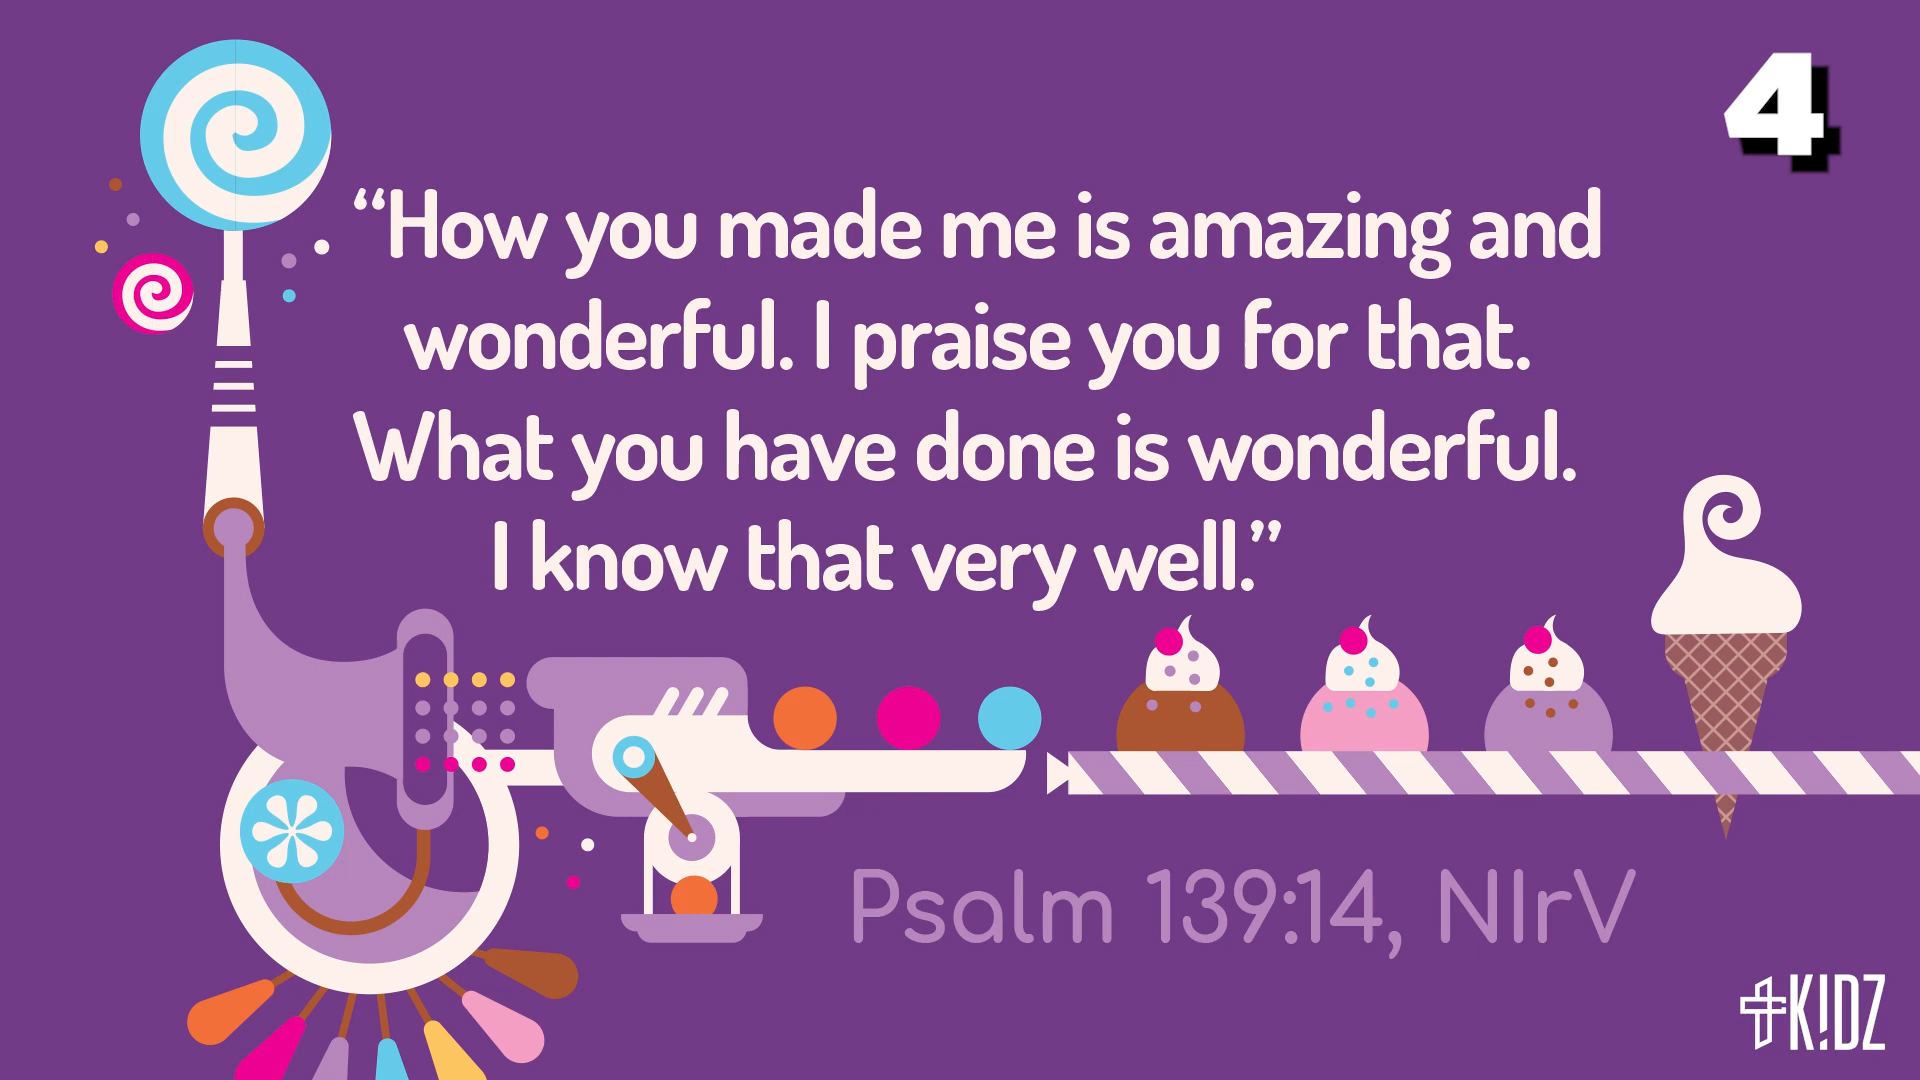 4
“How you made me is amazing and
wonderful. I praise you for that.
What you have done is wonderful.
I know that very well.”
Psalm 139:14, NIrV
K!DZ